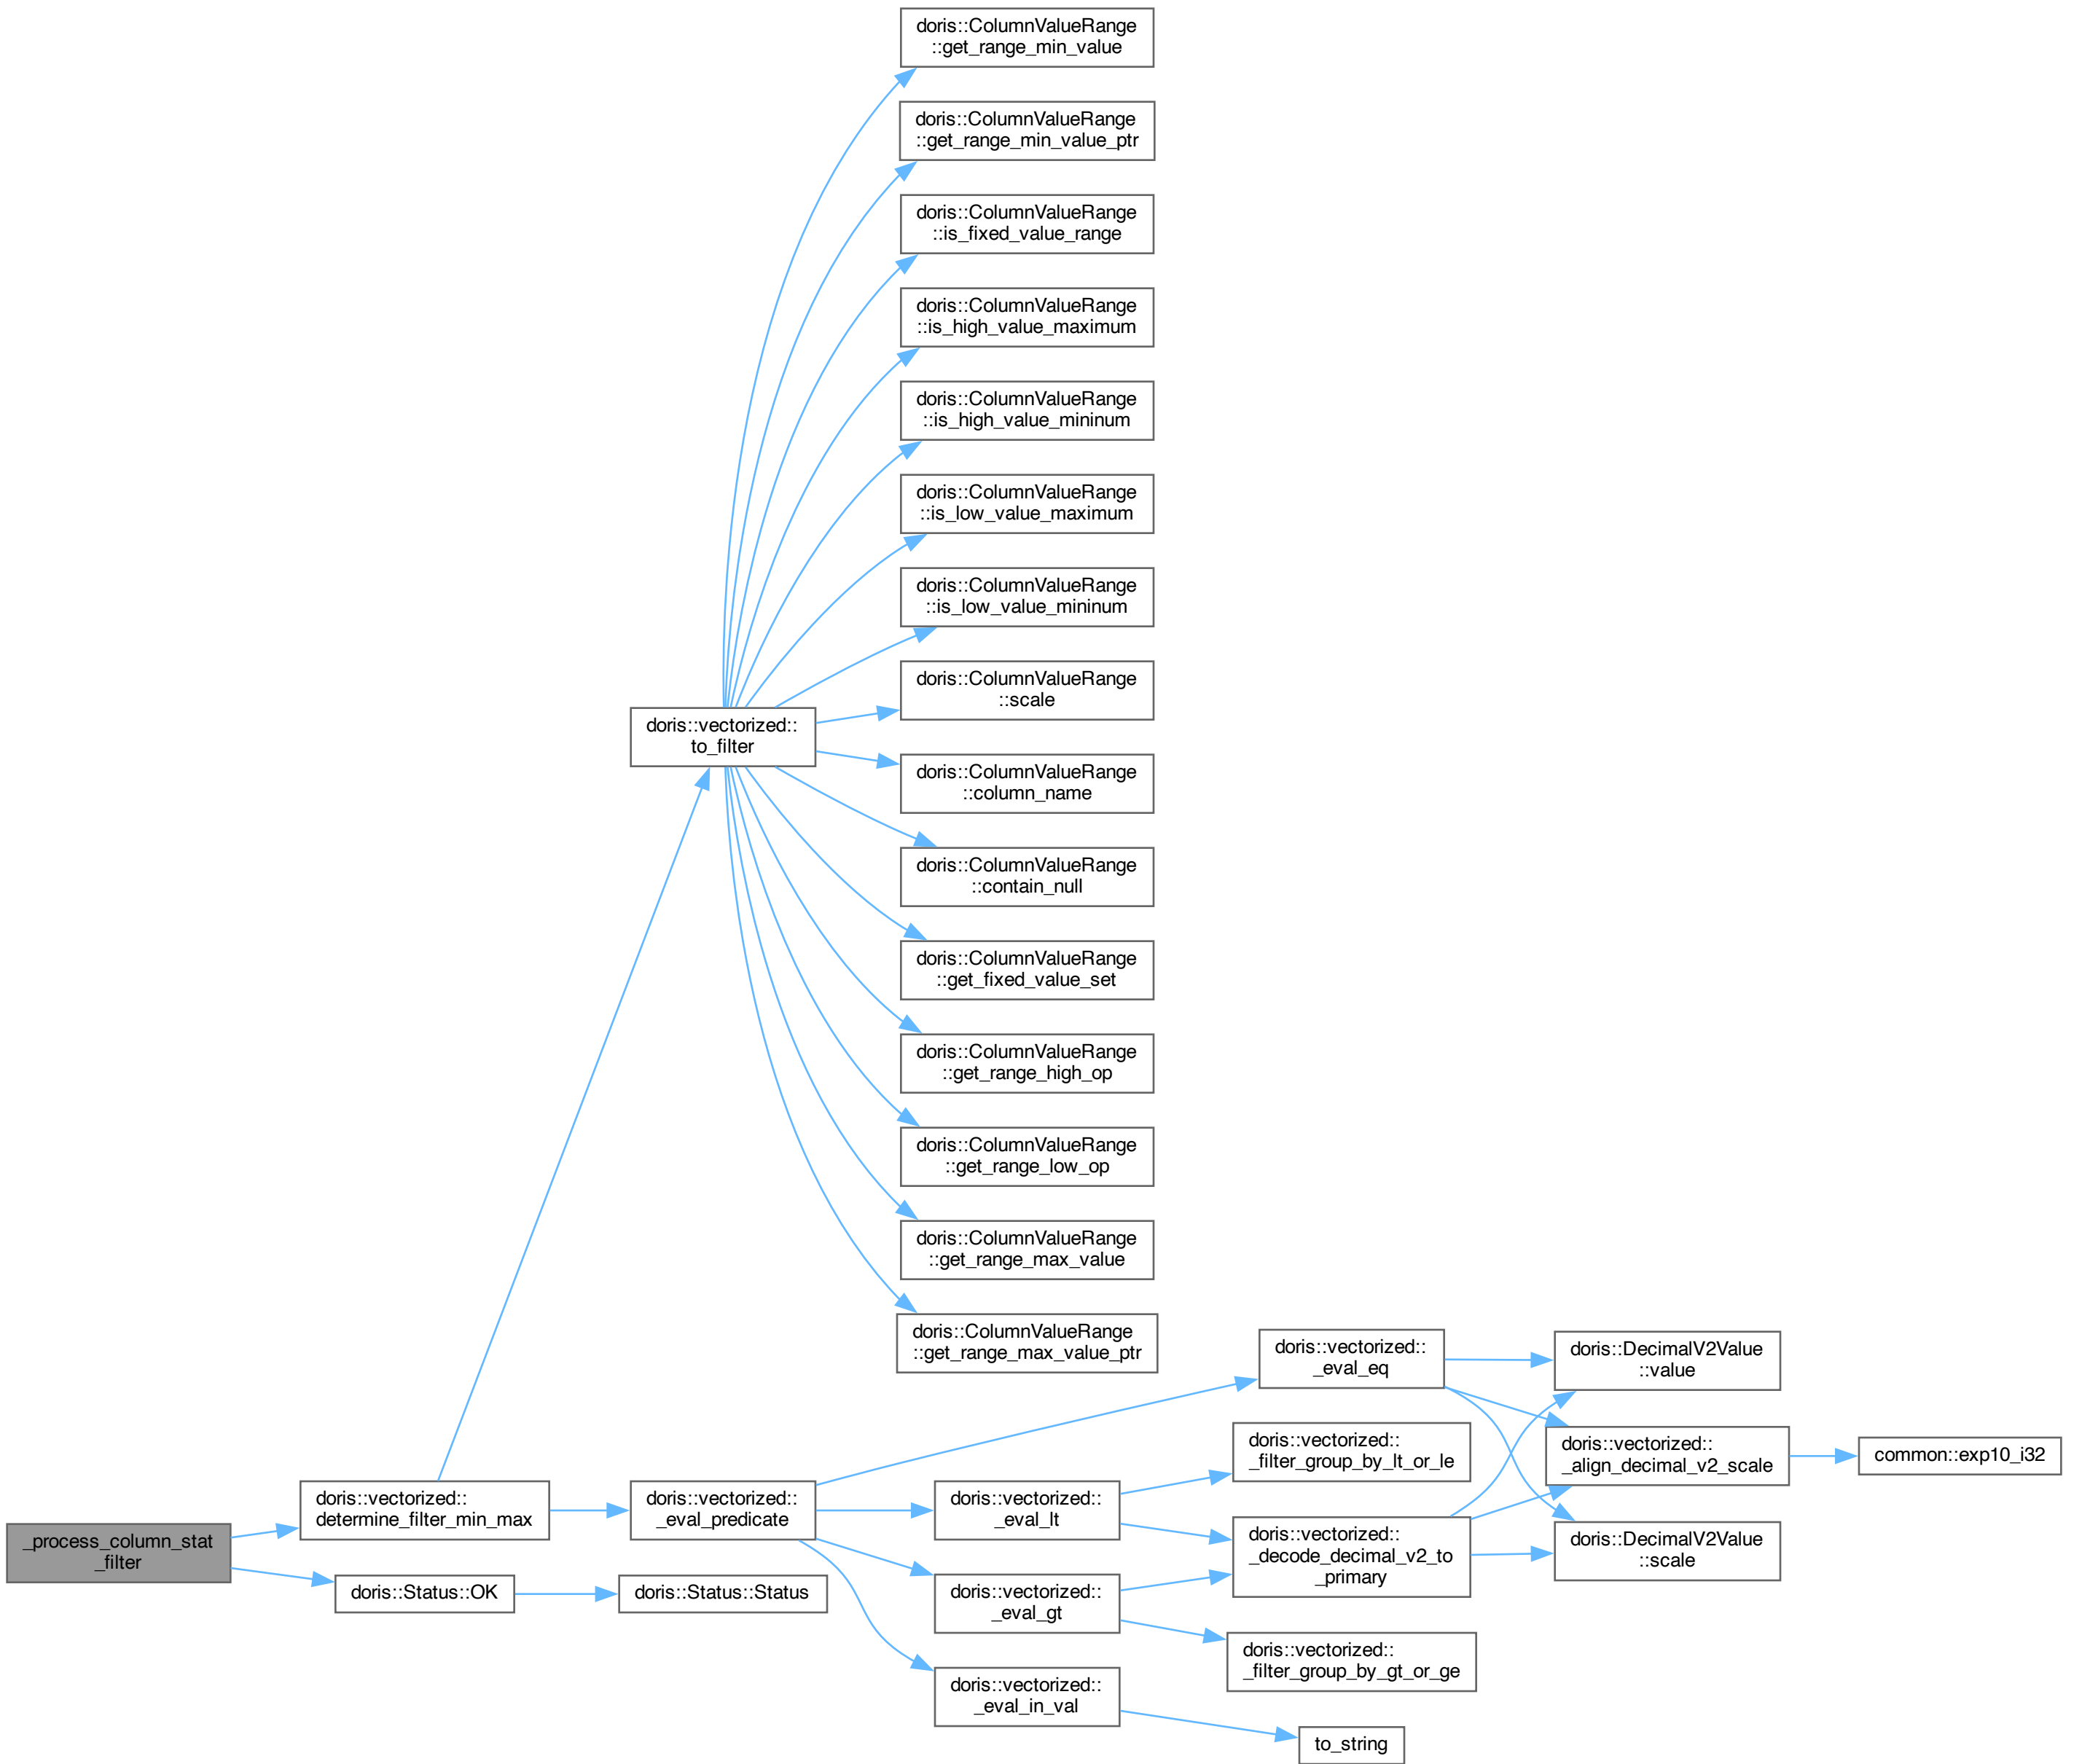 doris::ColumnValueRange
::get_range_min_value
doris::ColumnValueRange
::get_range_min_value_ptr
doris::ColumnValueRange
::is_fixed_value_range
doris::ColumnValueRange
::is_high_value_maximum
doris::ColumnValueRange
::is_high_value_mininum
doris::ColumnValueRange
::is_low_value_maximum
doris::ColumnValueRange
::is_low_value_mininum
doris::ColumnValueRange
::scale
doris::vectorized::
to_filter
doris::ColumnValueRange
::column_name
doris::ColumnValueRange
::contain_null
doris::ColumnValueRange
::get_fixed_value_set
doris::ColumnValueRange
::get_range_high_op
doris::ColumnValueRange
::get_range_low_op
doris::ColumnValueRange
::get_range_max_value
doris::ColumnValueRange
::get_range_max_value_ptr
doris::vectorized::
_eval_eq
doris::DecimalV2Value
::value
doris::vectorized::
_filter_group_by_lt_or_le
doris::vectorized::
_align_decimal_v2_scale
common::exp10_i32
_process_column_stat
_filter
doris::vectorized::
determine_filter_min_max
doris::vectorized::
_eval_predicate
doris::vectorized::
_eval_lt
doris::vectorized::
_decode_decimal_v2_to
_primary
doris::DecimalV2Value
::scale
doris::Status::OK
doris::Status::Status
doris::vectorized::
_eval_gt
doris::vectorized::
_filter_group_by_gt_or_ge
doris::vectorized::
_eval_in_val
to_string